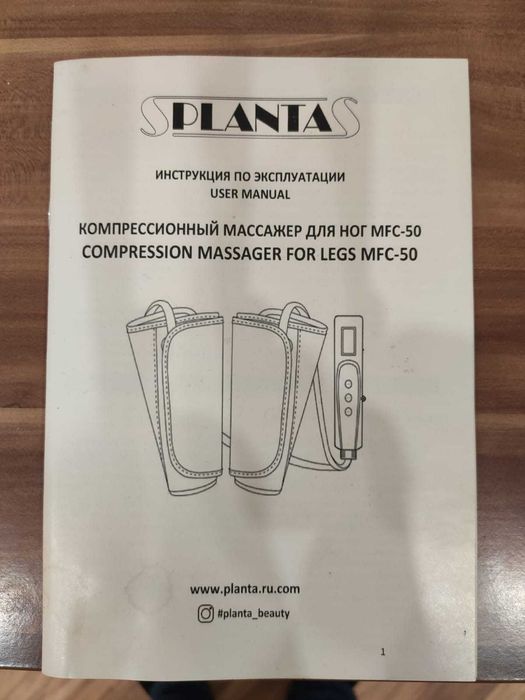 PLANTA
ИНСТРУКЦИЯ ПО ЭКСПЛУАТАЦИИ
USER MANUAL
КОМПРЕССИОННЫЙ МАССАЖЕР ДЛЯ НОГ MFC-50
COMPRESSION MASSAGER FOR LEGS MFC-50
www.planta.ru.com
#planta_beauty
1